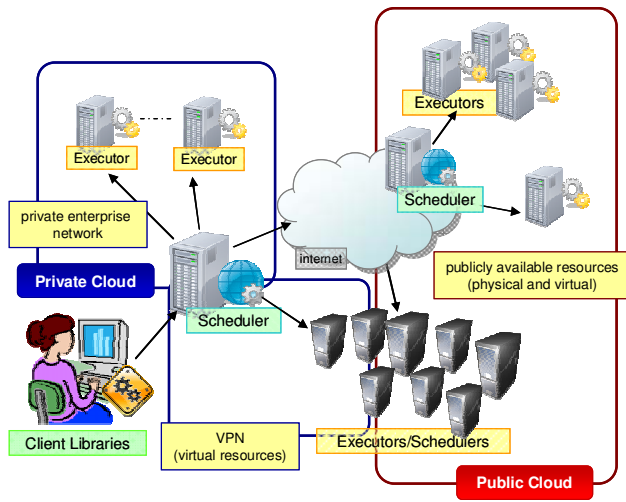 Executors
Executor
Executor
Scheduler
private enterprise
network
internet
publicly available resources
(physical and virtual)
Private Cloud
Scheduler
Client Libraries
VPN
(virtual resources)
Executors/Schedulers
Public Cloud